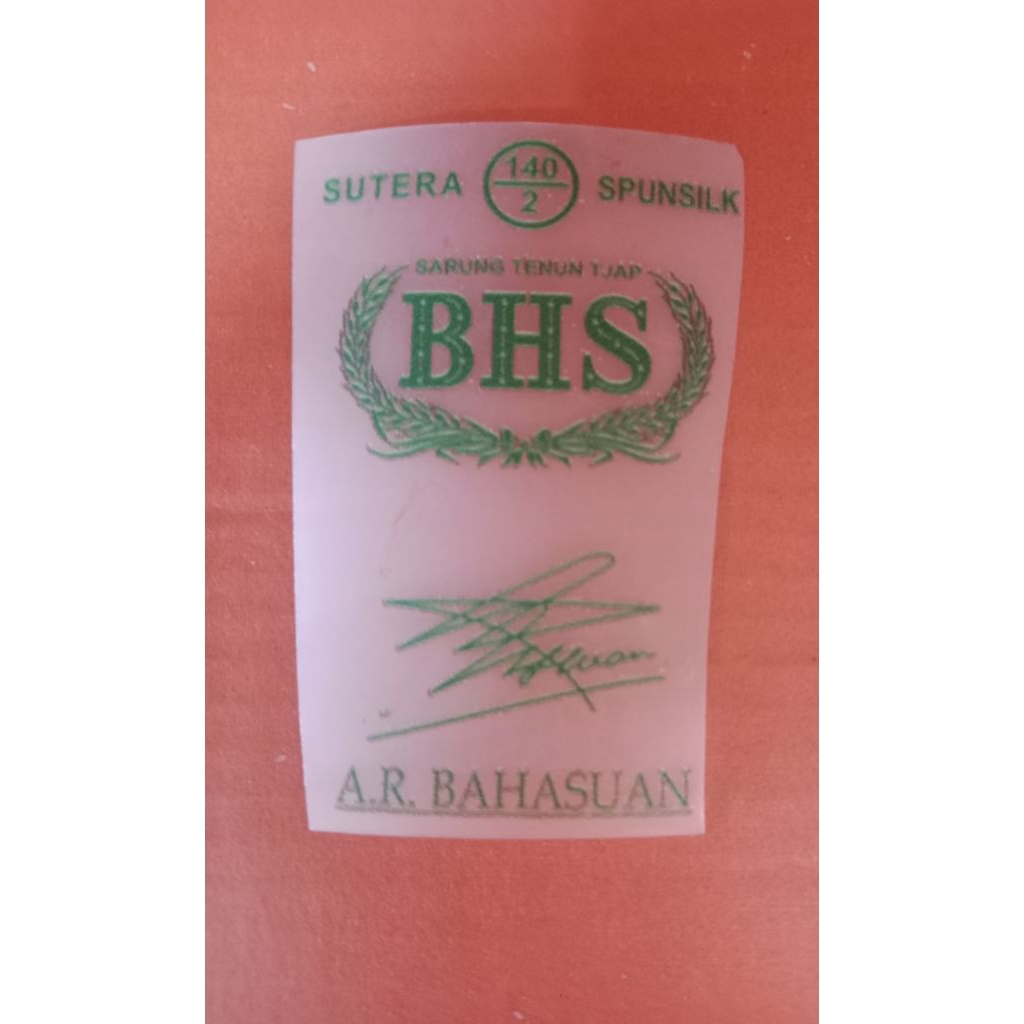 SUTERA 140/2 SPUNSILK
SARUNG TENUN TJAP
BHS
A.R. BAHASUAN